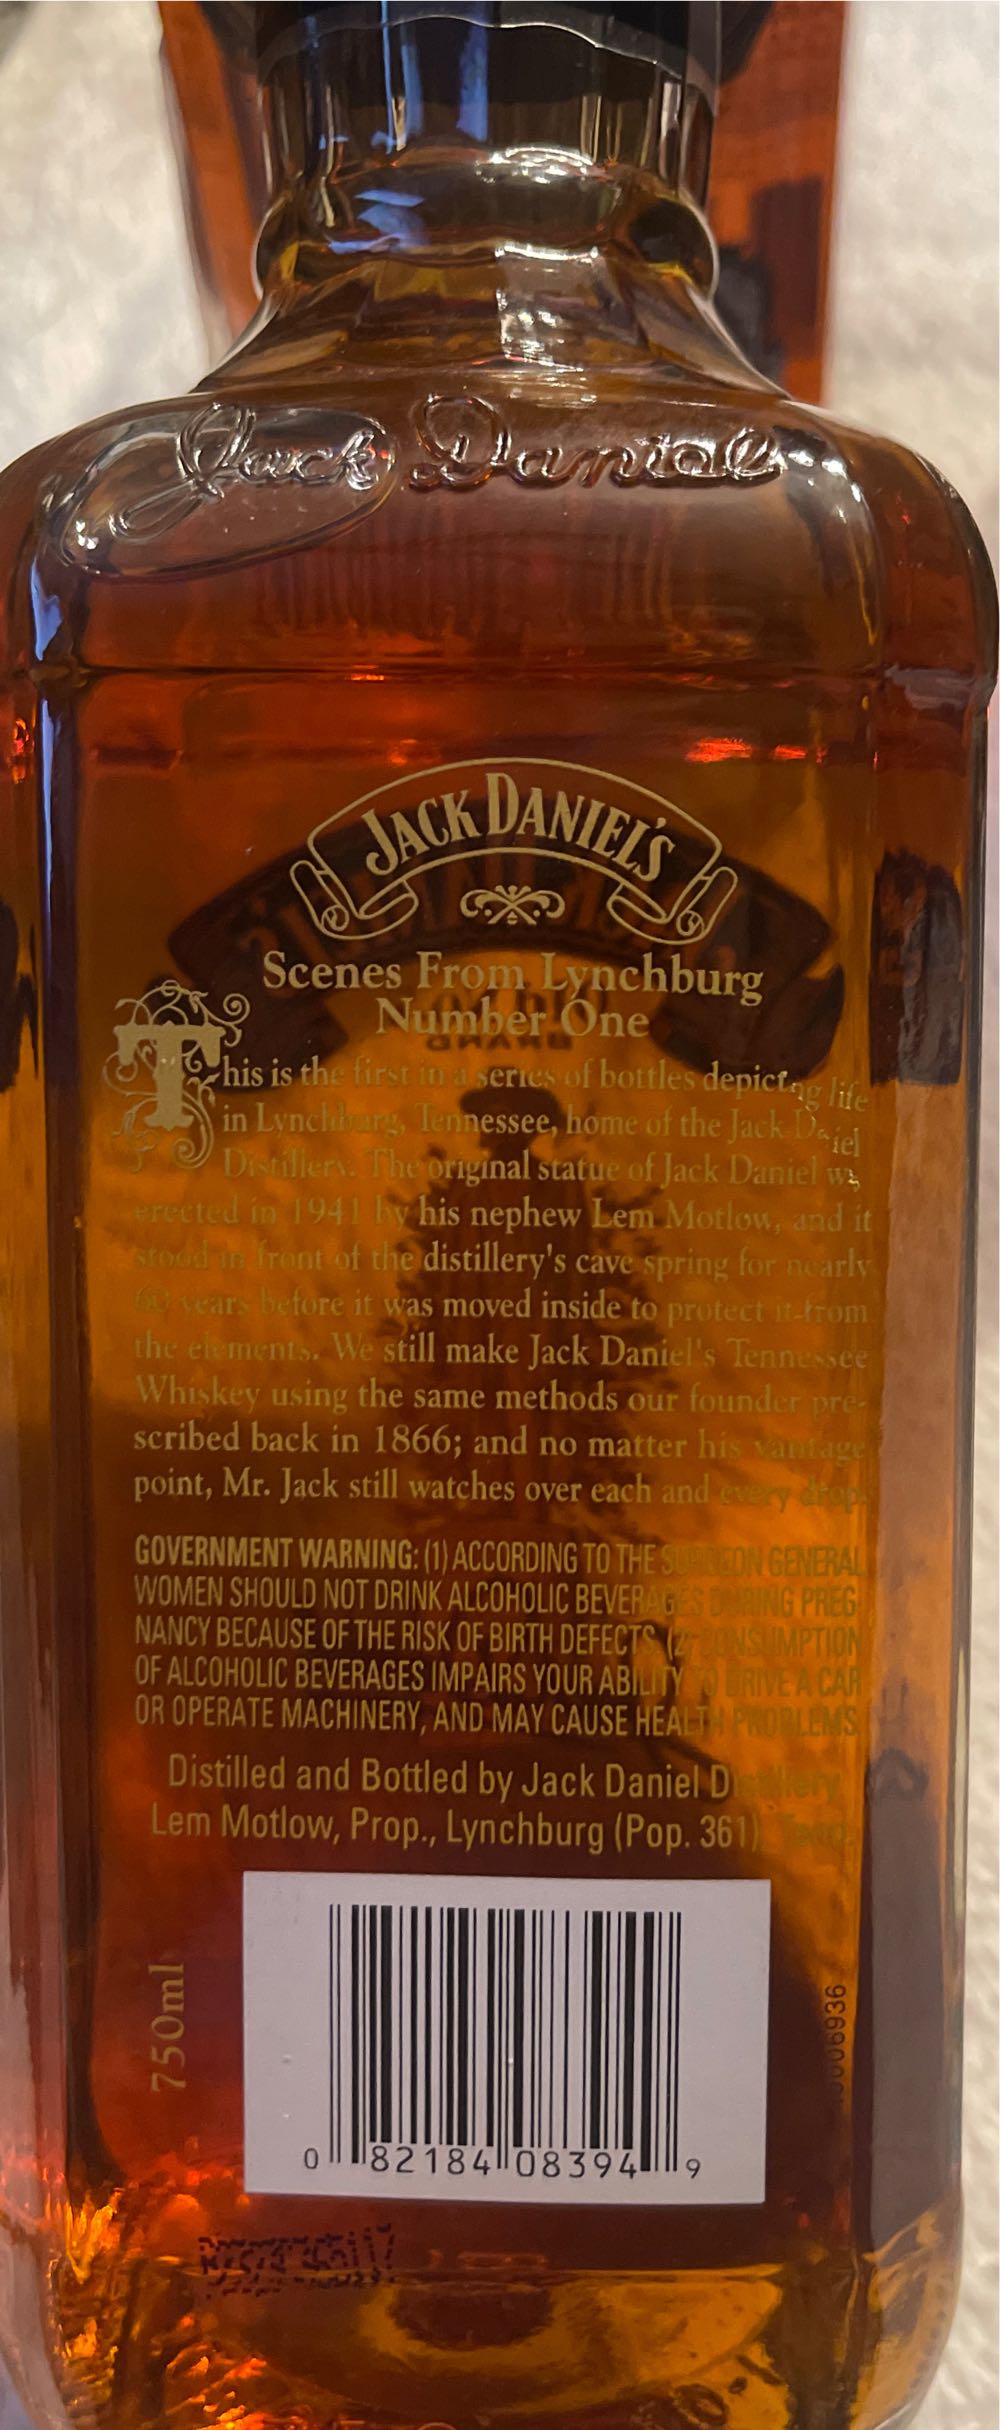 Jack Daniel
JACK DANIEL'S
Scenes From Lynchburg
Number One
This is the first in a series of bottles depicting life
in Lynchburg, Tennessee, home of the Jack Daniel
Distillery. The original statue of Jack Daniel was
erected in 1941 by his nephew Lem Motlow, and it
stood in front of the distillery's cave spring for nearly
60 years before it was moved inside to protect it from
the elements. We still make Jack Daniel's Tennessee
Whiskey using the same methods our founder pre-
scribed back in 1866; and no matter his vantage
point, Mr. Jack still watches over each and every drop.
GOVERNMENT WARNING: (1) ACCORDING TO THE SURGEON GENERAL
WOMEN SHOULD NOT DRINK ALCOHOLIC BEVERAGES DURING PREG
NANCY BECAUSE OF THE RISK OF BIRTH DEFECTS. (2) CONSUMPTION
OF ALCOHOLIC BEVERAGES IMPAIRS YOUR ABILITY TO DRIVE A CAR
OR OPERATE MACHINERY, AND MAY CAUSE HEALTH PROBLEMS.
Distilled and Bottled by Jack Daniel Distillery,
Lem Motlow, Prop., Lynchburg (Pop. 361), Tenn.
750ml
0 82184 08394 9